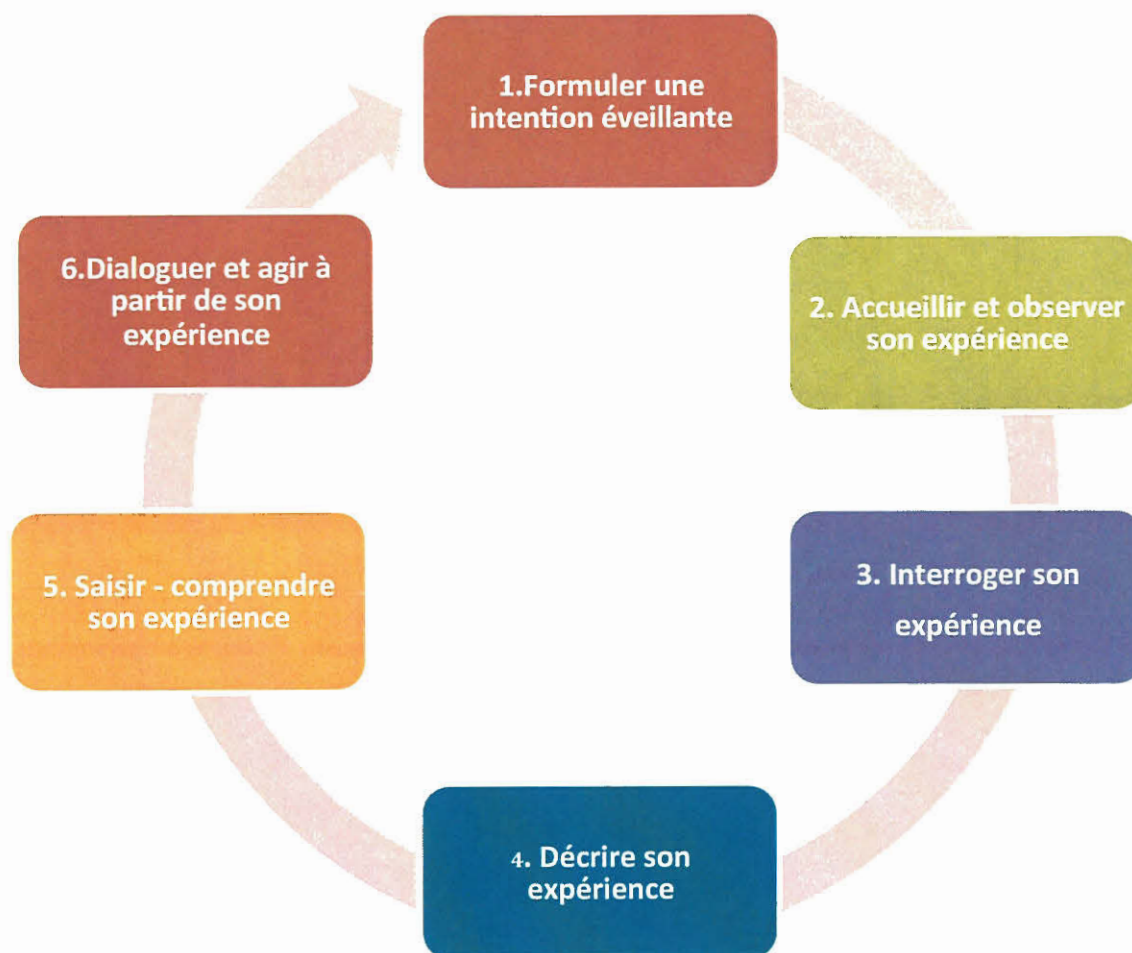 1.Formuler une
intention éveillante
2. Accueillir et observer
son expérience
3. Interroger son
expérience
4. Décrire son
expérience
5. Saisir - comprendre
son expérience
6.Dialoguer et agir à
partir de son
expérience